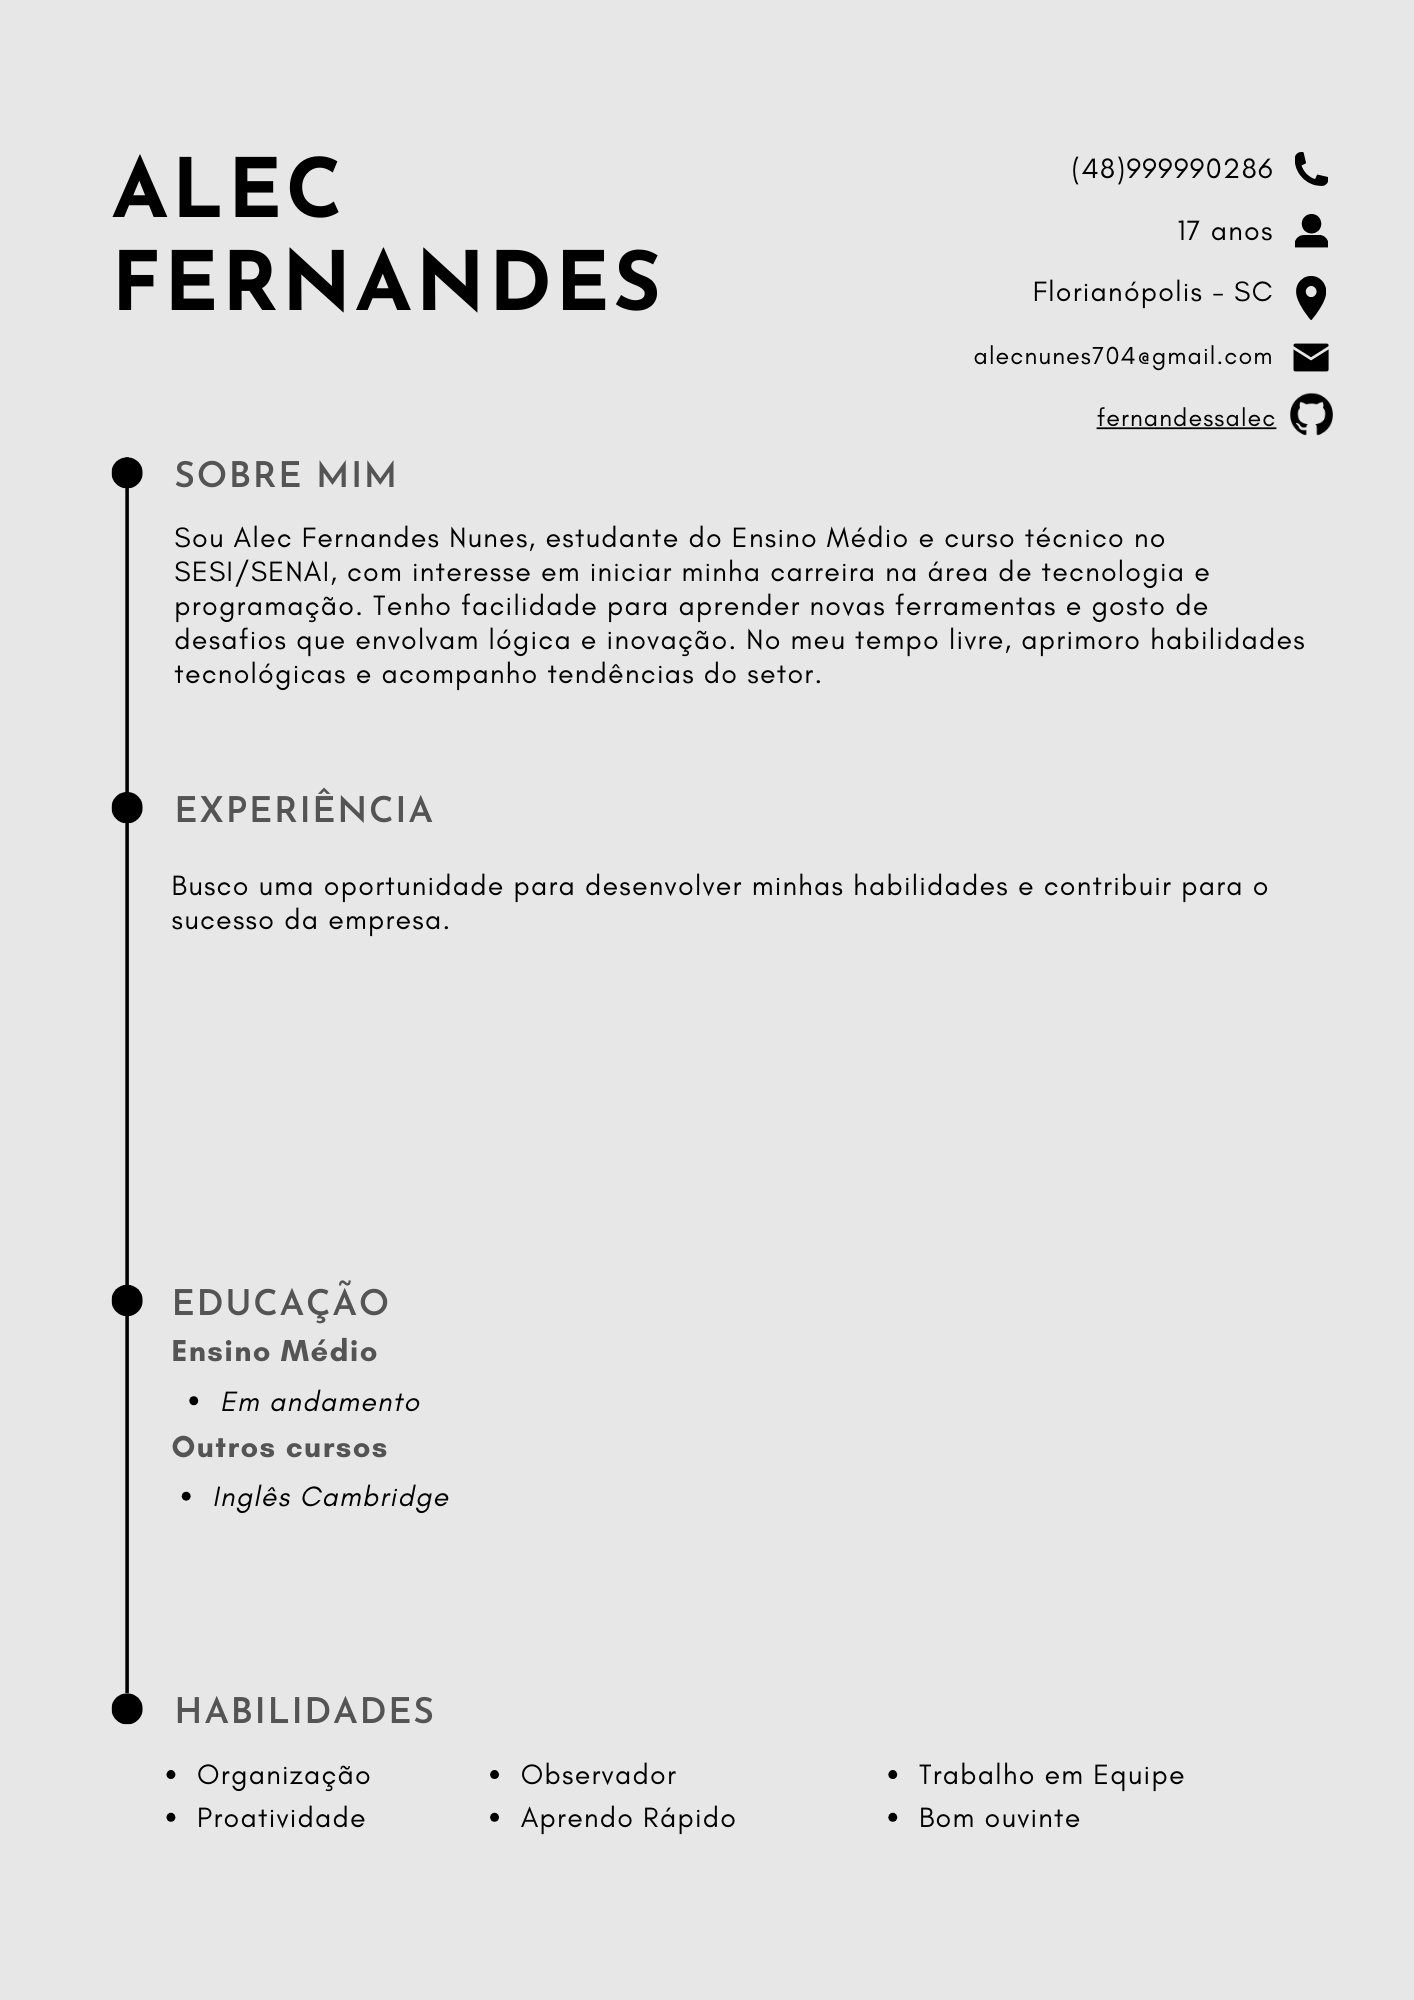 ALEC
FERNANDES
(48)999990286
17 anos
Florianópolis - SC
alecnunes704@gmail.com
fernandessalec
SOBRE MIM
Sou Alec Fernandes Nunes, estudante do Ensino Médio e curso técnico no
SESI/SENAI, com interesse em iniciar minha carreira na área de tecnologia e
programação. Tenho facilidade para aprender novas ferramentas e gosto de
desafios que envolvam lógica e inovação. No meu tempo livre, aprimoro habilidades
tecnológicas e acompanho tendências do setor.
EXPERIÊNCIA
Busco uma oportunidade para desenvolver minhas habilidades e contribuir para o
sucesso da empresa.
EDUCAÇÃO
Ensino Médio
• Em andamento
Outros cursos
• Inglês Cambridge
HABILIDADES
• Organização
• Proatividade
• Observador
• Aprendo Rápido
• Trabalho em Equipe
• Bom ouvinte